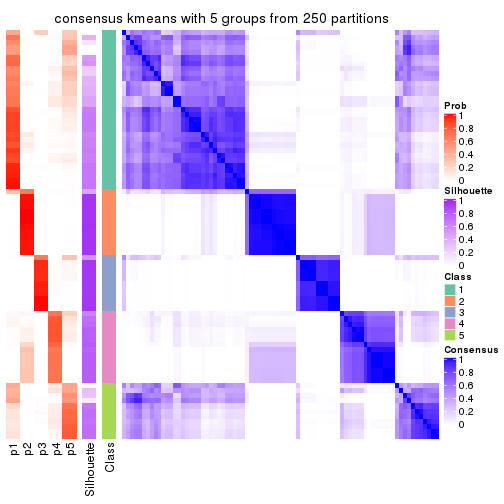 consensus kmeans with 5 groups from 250 partitions
Prob
1
0.8
0.6
0.4
0.2
0
Silhouette
1
0.8
0.6
0.4
0.2
0
Class
1
2
3
4
5
Consensus
1
0.8
0.6
0.4
0.2
0
p1
p2
p3
p4
p5
Silhouette
Class